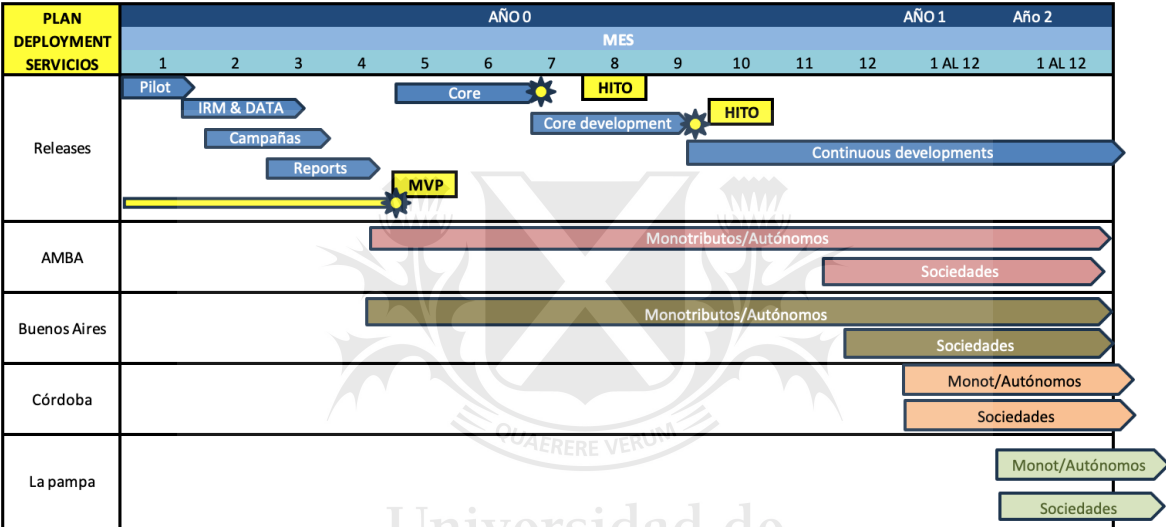 PLAN DEPLOYMENT SERVICIOS
AÑO 0 AÑO 1 Año 2
MES
1 2 3 4 5 6 7 8 9 10 11 12 1 AL 12 1 AL 12
Releases
Pilot
Core
HITO
IRM & DATA
HITO
Core development
Campañas
Continuous developments
Reports
MVP
AMBA
Monotributos/Autónomos
Sociedades
Buenos Aires
Monotributos/Autónomos
Sociedades
Córdoba
Monot/Autónomos
Sociedades
QUAERERE VERUM
La pampa
Monot/Autónomos
Sociedades
Universidad de